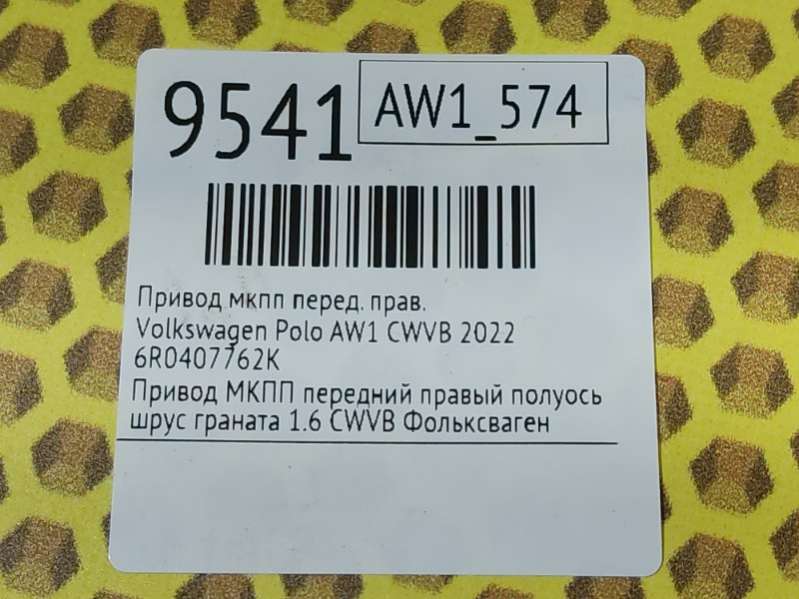 9541
AW1_574
Привод мкпп перед. прав.
Volkswagen Polo AW1 CWVB 2022
6R0407762K
Привод МКПП передний правый полуось
шрус граната 1.6 CWVB Фольксваген